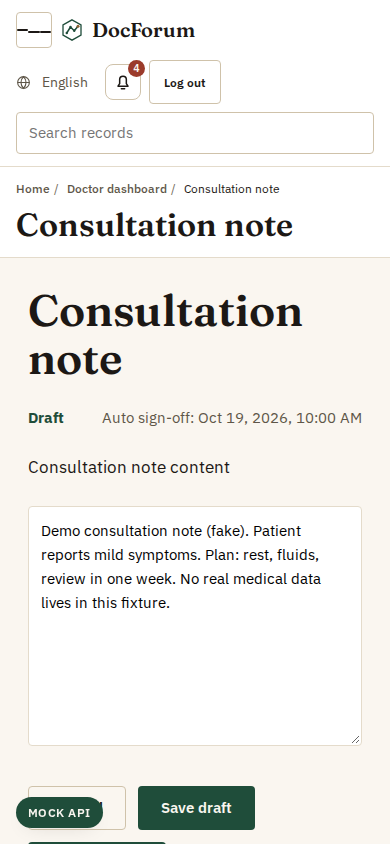 DocForum
English
4
Log out
Search records
Home / Doctor dashboard / Consultation note
Consultation note
Consultation
note
Draft
Auto sign-off: Oct 19, 2026, 10:00 AM
Consultation note content
Demo consultation note (fake). Patient
reports mild symptoms. Plan: rest, fluids,
review in one week. No real medical data
lives in this fixture.
Save draft
MOCK API